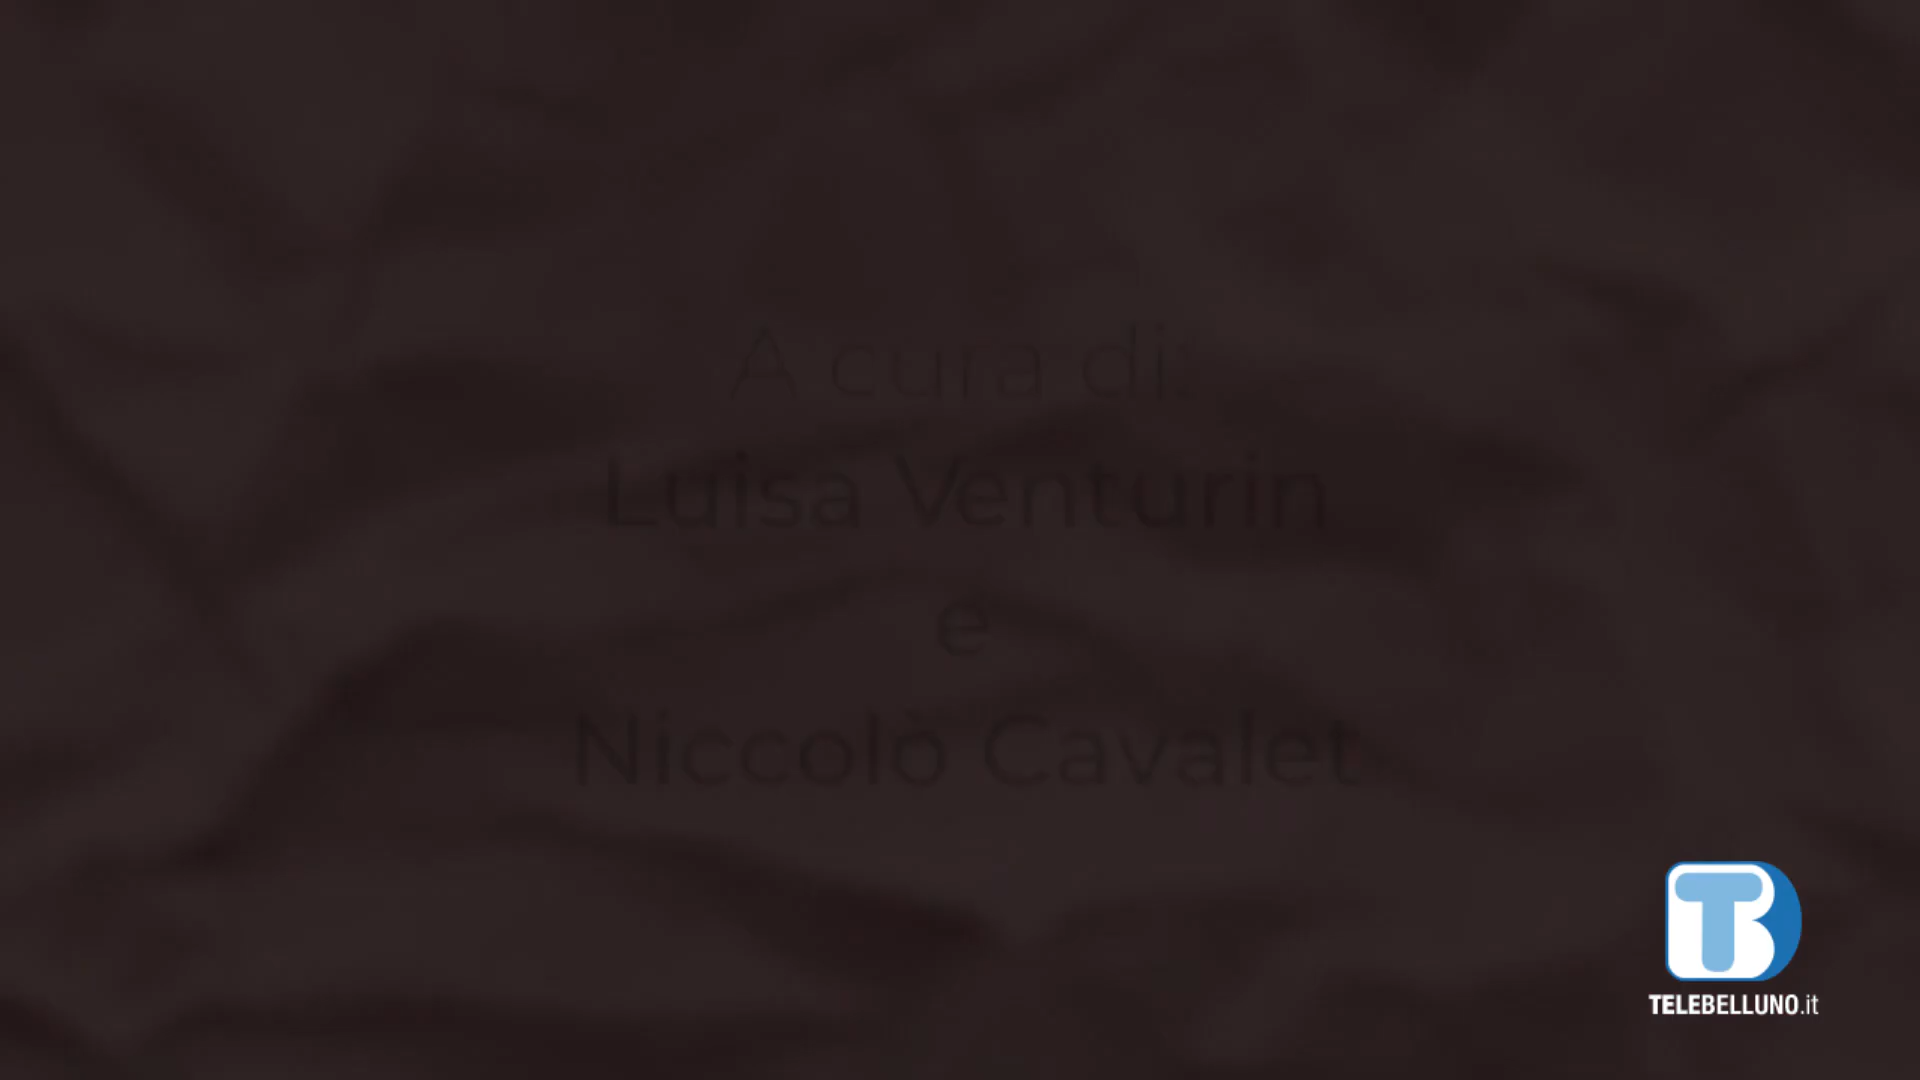 A cura di:
Luisa Venturin
e
Niccolò Cavalet
TELEBELLUNO.it